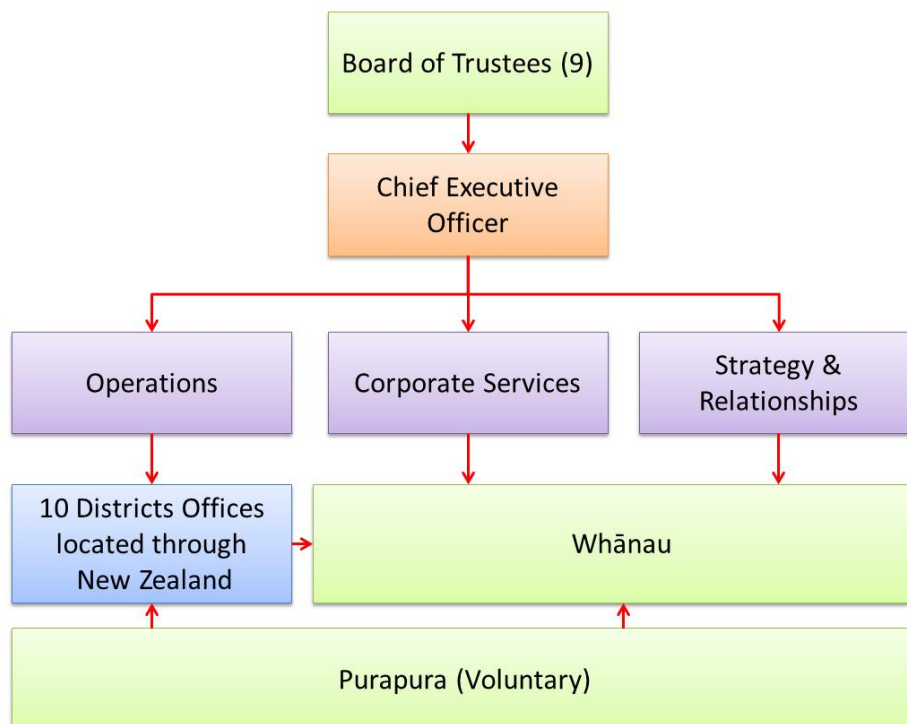 Board of Trustees (9)
Chief Executive
Officer
Operations
Corporate Services
Strategy &
Relationships
10 Districts Offices
located through
New Zealand
Whānau
Purapura (Voluntary)